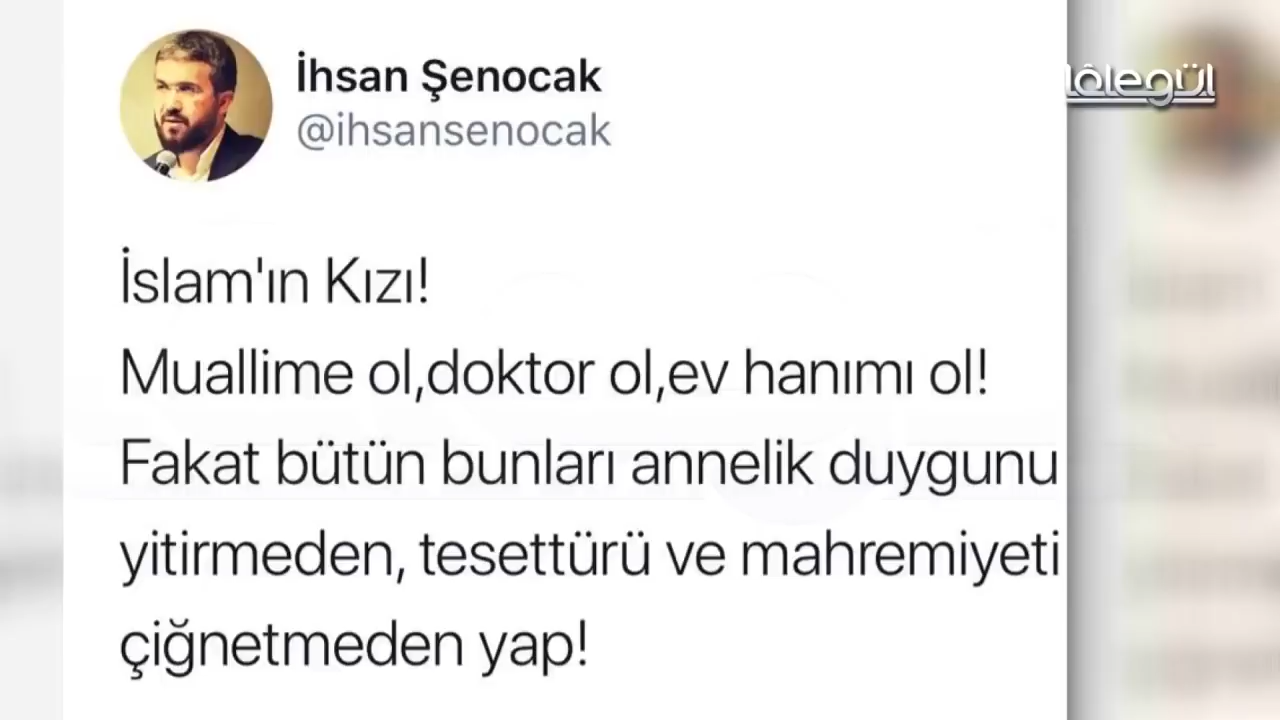 İhsan Şenocak
lâlegül
@ihsansenocak
İslam'ın Kızı!
Muallime ol,doktor ol,ev hanımı ol!
Fakat bütün bunları annelik duygunu
yitirmeden, tesettürü ve mahremiyeti
çiğnetmeden yap!